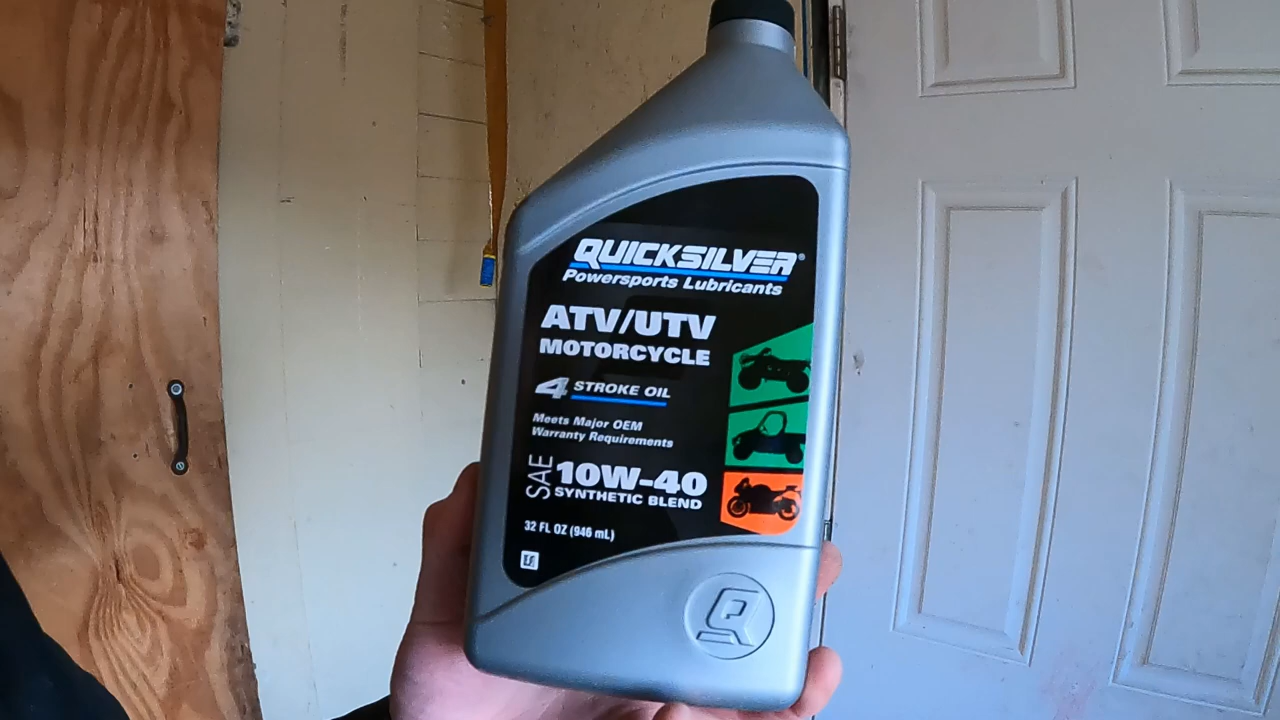 QUICKSILVER®
Powersports Lubricants
ATV/UTV
MOTORCYCLE
4 STROKE OIL
Meets Major OEM
Warranty Requirements
SAE 10W-40
SYNTHETIC BLEND
32 FL OZ (946 mL)
Q